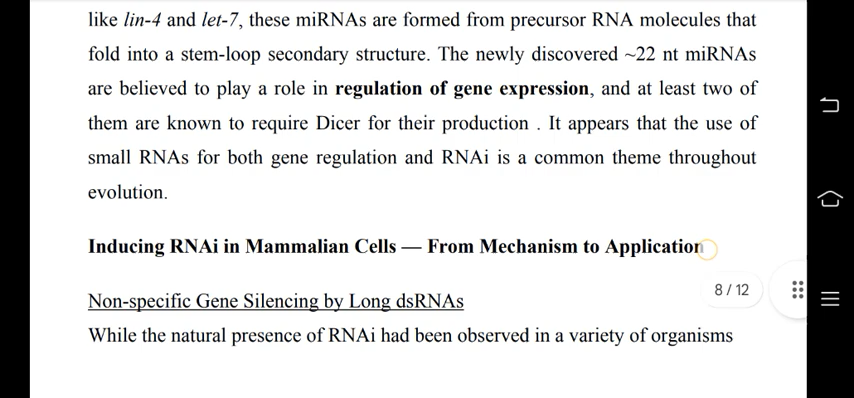 like lin-4 and let-7, these miRNAs are formed from precursor RNA molecules that
fold into a stem-loop secondary structure. The newly discovered ~22 nt miRNAs
are believed to play a role in regulation of gene expression, and at least two of
them are known to require Dicer for their production . It appears that the use of
small RNAs for both gene regulation and RNAi is a common theme throughout
evolution.
Inducing RNAi in Mammalian Cells — From Mechanism to Application
8 / 12
Non-specific Gene Silencing by Long dsRNAs
While the natural presence of RNAi had been observed in a variety of organisms